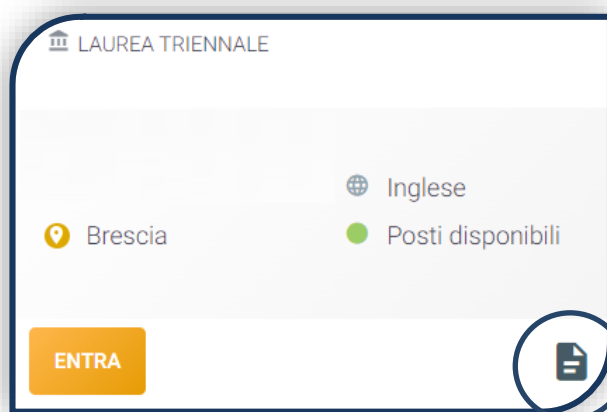 LAUREA TRIENNALE
Inglese
Brescia
Posti disponibili
ENTRA